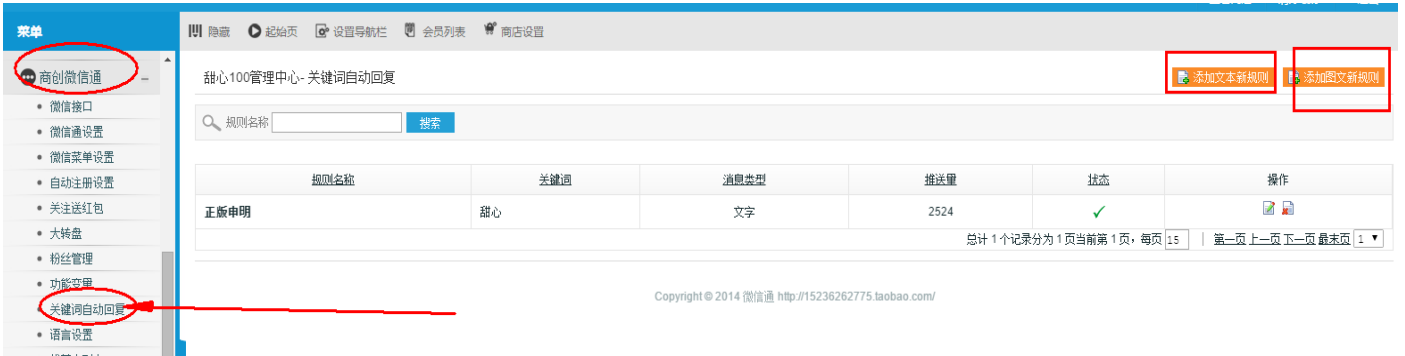 菜单
隐藏 起始页 设置导航栏 会员列表 商店设置
商创微信通
微信接口
微信通设置
微信菜单设置
自动注册设置
关注送红包
大转盘
粉丝管理
功能变量
关键词自动回复
语言设置
甜心100管理中心- 关键词自动回复
添加文本新规则 添加图文新规则
规则名称 搜索
规则名称 关键词 消息类型 推送量 状态 操作
正版申明 甜心 文字 2524
总计 1 个记录分为 1 页当前第 1 页，每页 15 | 第一页 上一页 下一页 最末页 1
Copyright © 2014 微信通 http://15236262775.taobao.com/